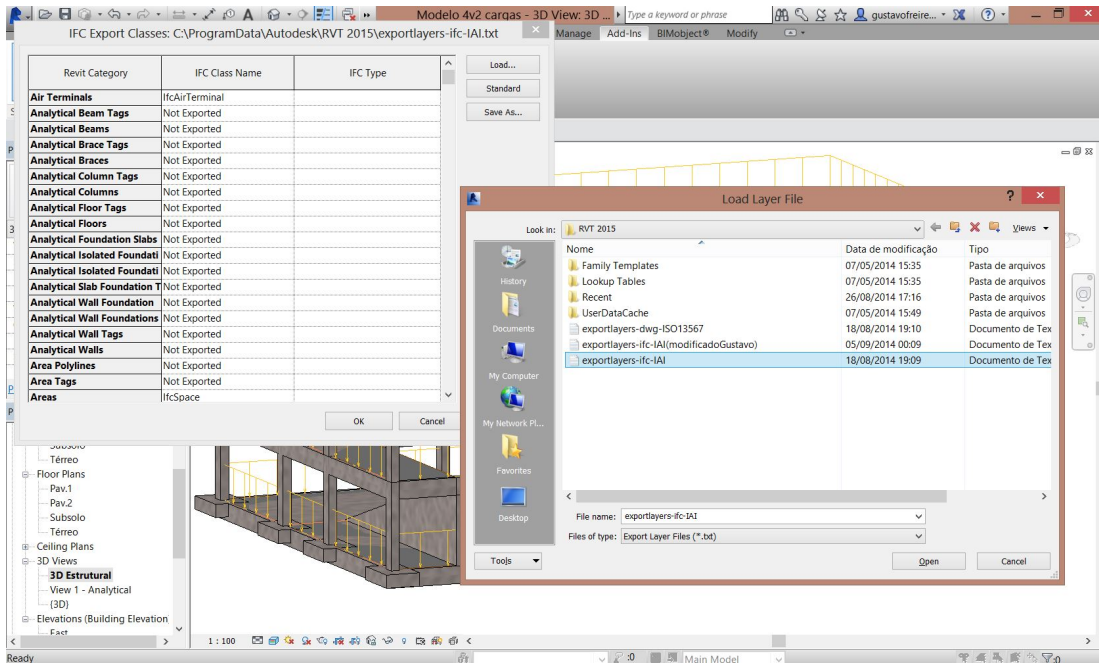 Modelo 4v2 cargas - 3D View: 3D ...
Type a keyword or phrase
gustavofreire...
IFC Export Classes: C:\ProgramData\Autodesk\RVT 2015\exportlayers-ifc-IAI.txt
Manage Add-Ins BIMobject® Modify
Revit Category IFC Class Name IFC Type
Load...
Standard
Save As...
Air Terminals IfcAirTerminal
Analytical Beam Tags Not Exported
Analytical Beams Not Exported
Analytical Brace Tags Not Exported
Analytical Braces Not Exported
Analytical Column Tags Not Exported
Analytical Columns Not Exported
Analytical Floor Tags Not Exported
Analytical Floors Not Exported
Analytical Foundation Slabs Not Exported
Analytical Isolated Foundati Not Exported
Analytical Isolated Foundati Not Exported
Analytical Slab Foundation T Not Exported
Analytical Wall Foundation Not Exported
Analytical Wall Foundations Not Exported
Analytical Wall Tags Not Exported
Analytical Walls Not Exported
Area Polylines Not Exported
Area Tags Not Exported
Areas IfcSpace
OK Cancel
Load Layer File
Look in: RVT 2015 Views
Nome Data de modificação Tipo
Family Templates 07/05/2014 15:35 Pasta de arquivos
Lookup Tables 07/05/2014 15:35 Pasta de arquivos
Recent 26/08/2014 17:16 Pasta de arquivos
UserDataCache 07/05/2014 15:49 Pasta de arquivos
exportlayers-dwg-ISO13567 18/08/2014 19:10 Documento de Tex
exportlayers-ifc-IAI(modificadoGustavo) 05/09/2014 00:09 Documento de Tex
exportlayers-ifc-IAI 18/08/2014 19:09 Documento de Tex
History
Documents
My Computer
My Network Pl...
Favorites
Desktop
File name: exportlayers-ifc-IAI
Files of type: Export Layer Files (*.txt)
Tools Open Cancel
Subsolo
Térreo
Floor Plans
Pav.1
Pav.2
Subsolo
Térreo
Ceiling Plans
3D Views
3D Estrutural
View 1 - Analytical
{3D}
Elevations (Building Elevation
East
1 : 100
Ready
:0
Main Model
:0